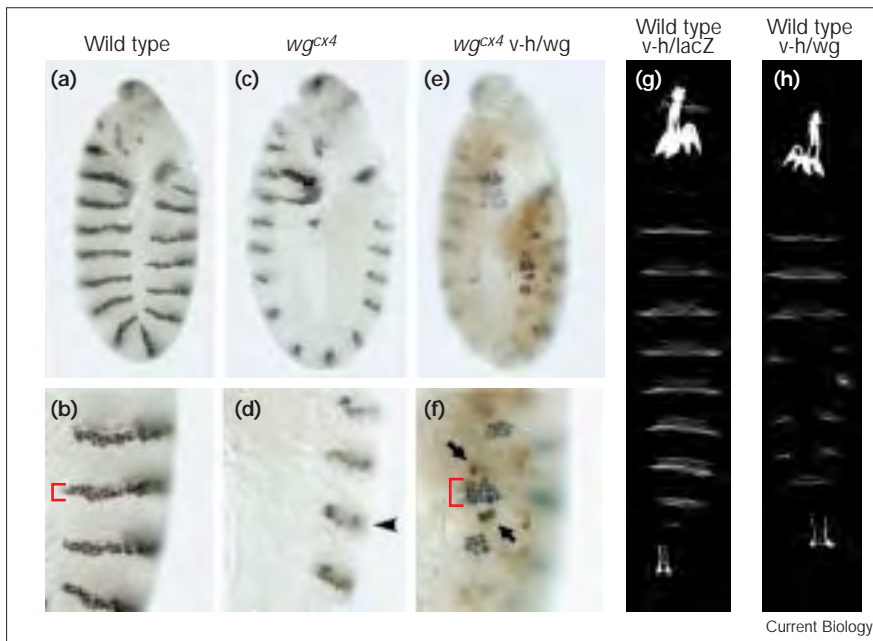 Wild type
wgcx4
wgcx4 v-h/wg
Wild type
v-h/lacZ
Wild type
v-h/wg
(a)
(c)
(e)
(g)
(h)
(b)
(d)
(f)
Current Biology